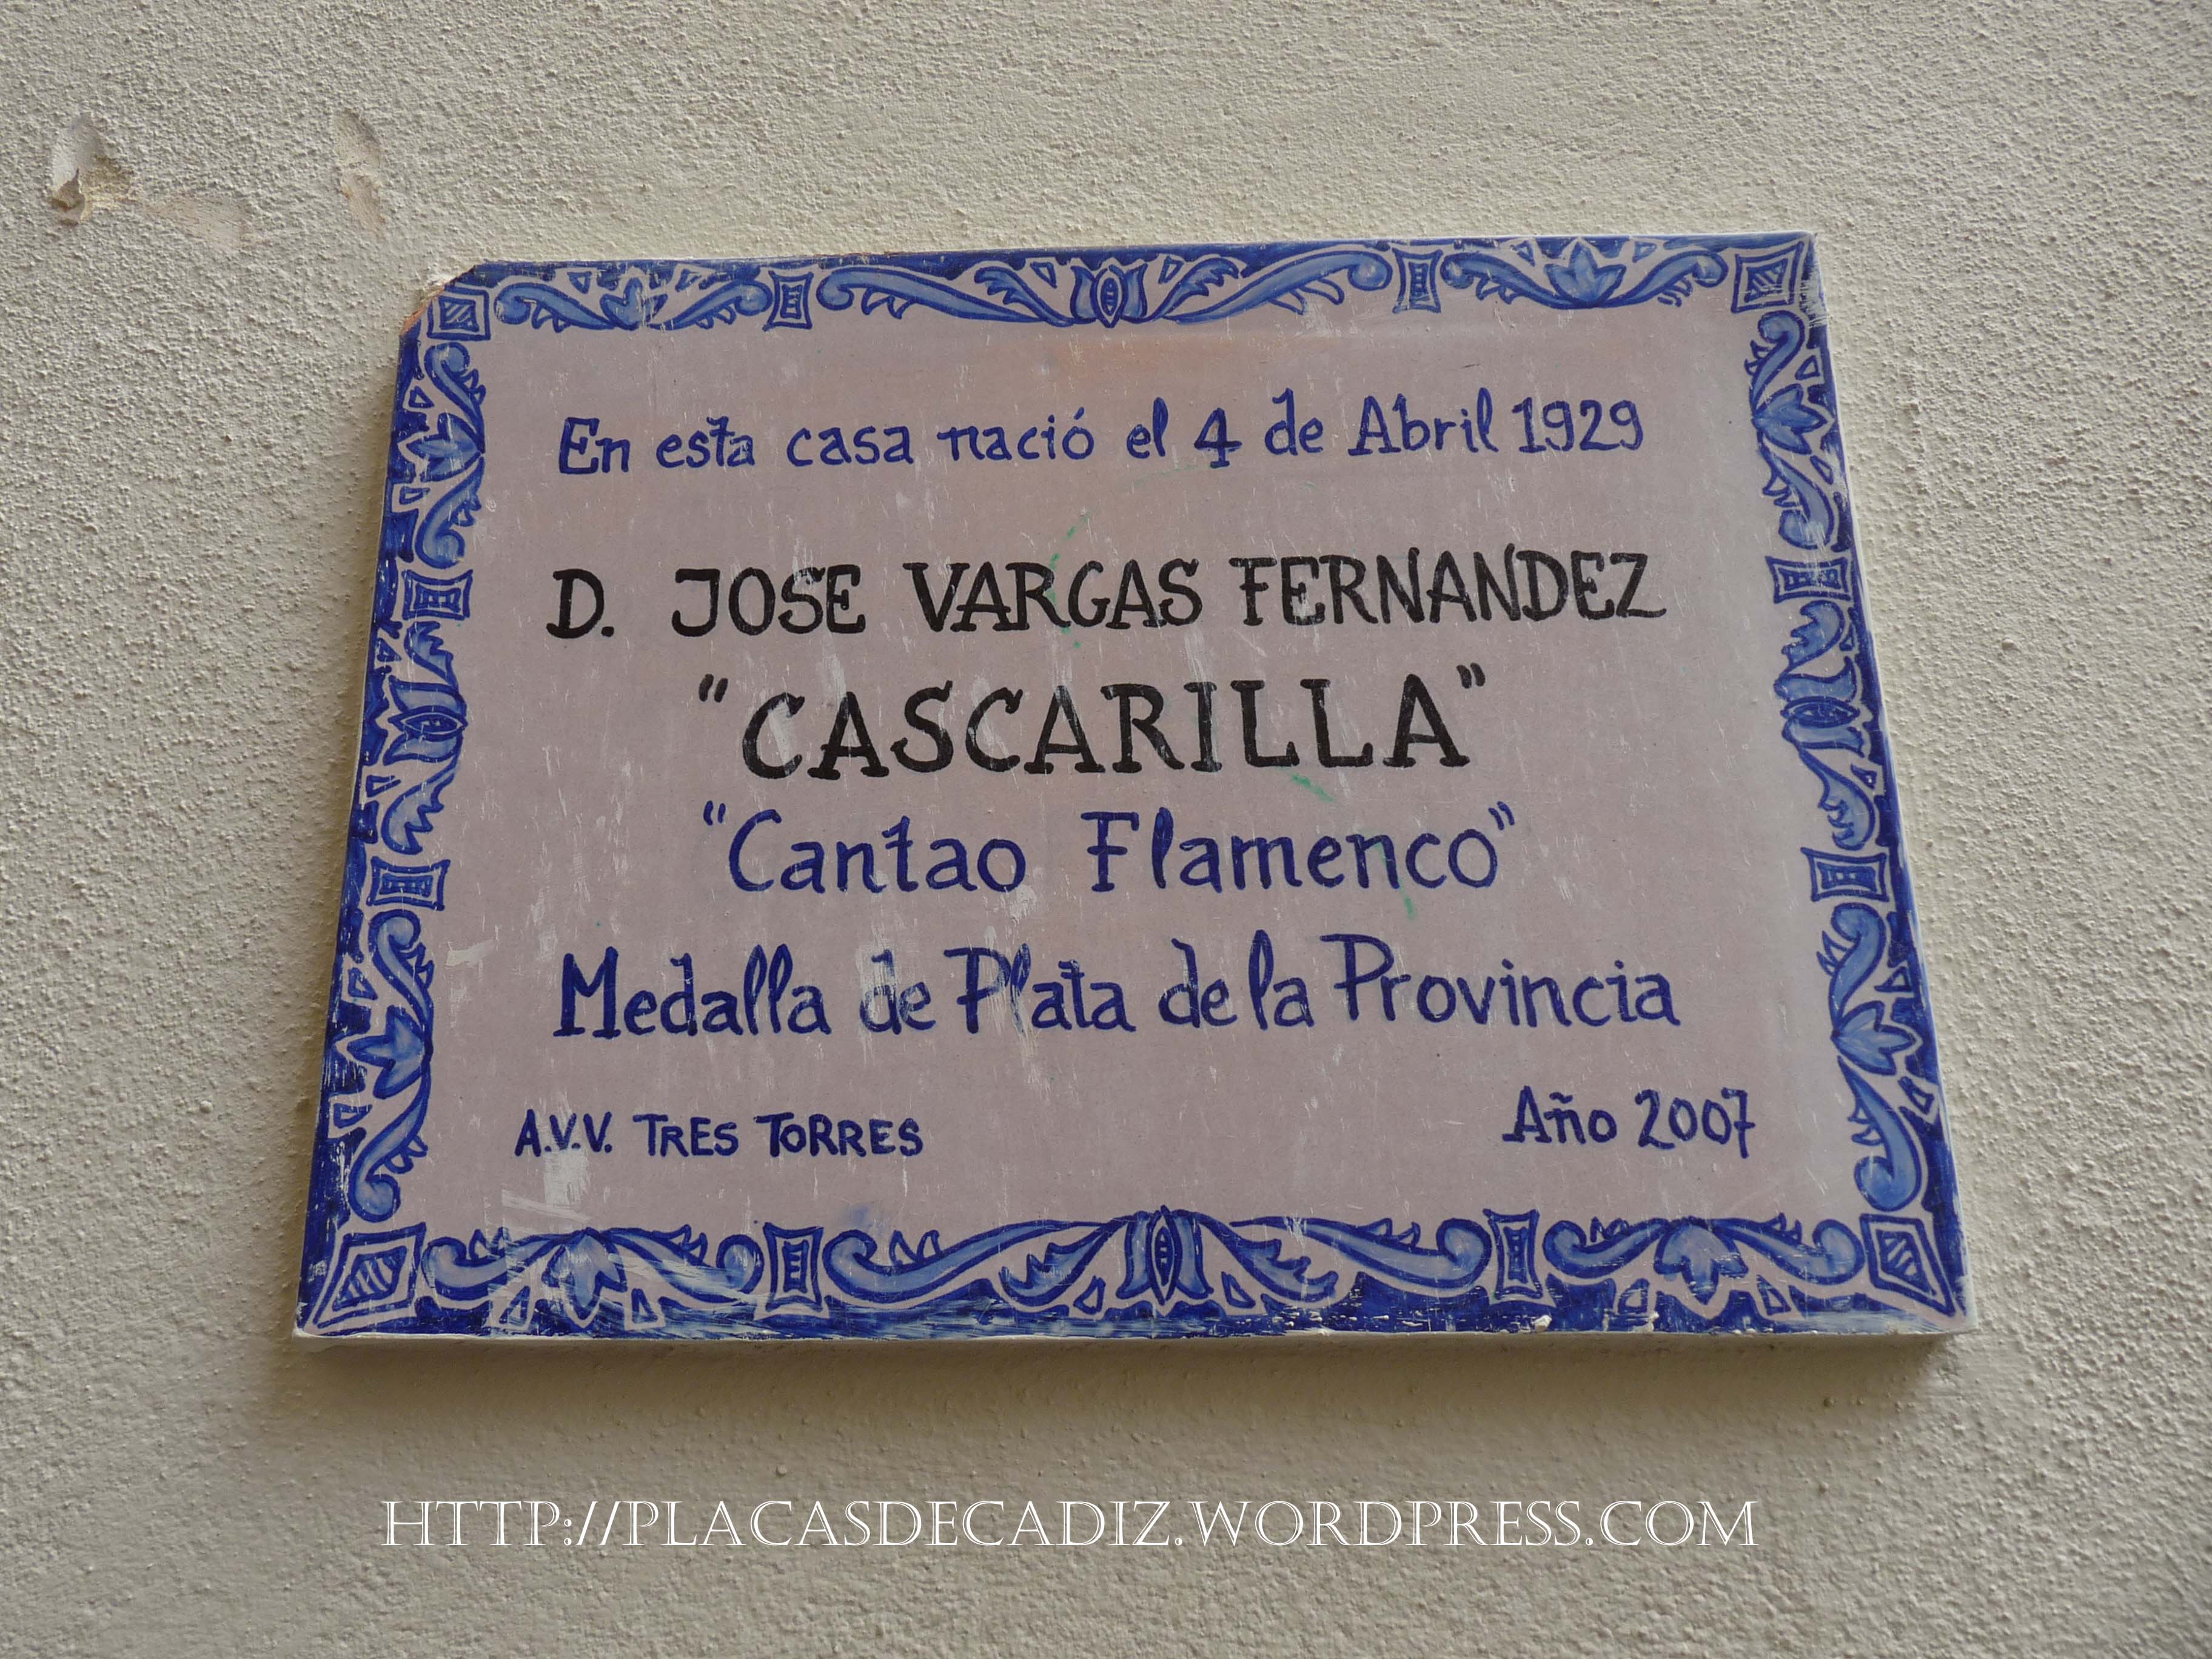 En esta casa nació el 4 de Abril 1929
D. JOSE VARGAS FERNANDEZ
"CASCARILLA"
"Cantao Flamenco"
Medalla de Plata de la Provincia
A.V.V. TRES TORRES Año 2007
HTTP://PLACASDECADIZ.WORDPRESS.COM